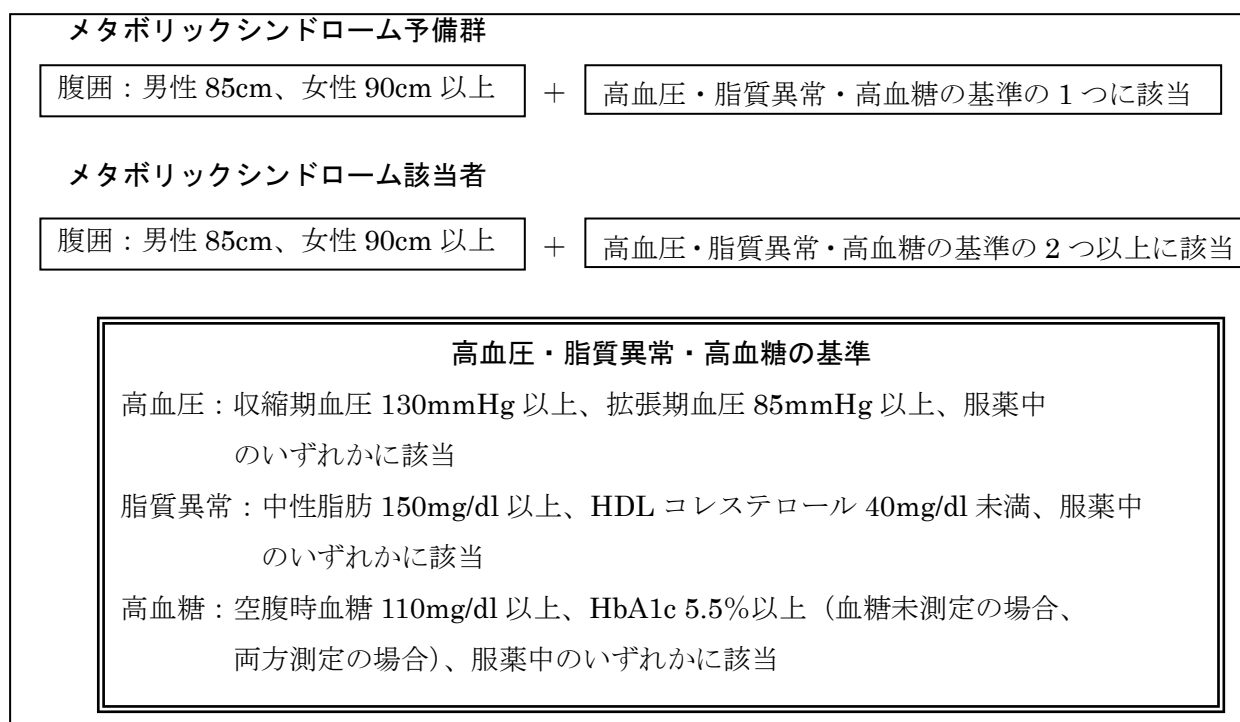 メタボリックシンドローム予備群
腹囲：男性 85cm、女性 90cm 以上 ＋ 高血圧・脂質異常・高血糖の基準の 1 つに該当
メタボリックシンドローム該当者
腹囲：男性 85cm、女性 90cm 以上 ＋ 高血圧・脂質異常・高血糖の基準の 2 つ以上に該当
高血圧・脂質異常・高血糖の基準
高血圧：収縮期血圧 130mmHg 以上、拡張期血圧 85mmHg 以上、服薬中
のいずれかに該当
脂質異常：中性脂肪 150mg/dl 以上、HDL コレステロール 40mg/dl 未満、服薬中
のいずれかに該当
高血糖：空腹時血糖 110mg/dl 以上、HbA1c 5.5％以上（血糖未測定の場合、
両方測定の場合）、服薬中のいずれかに該当